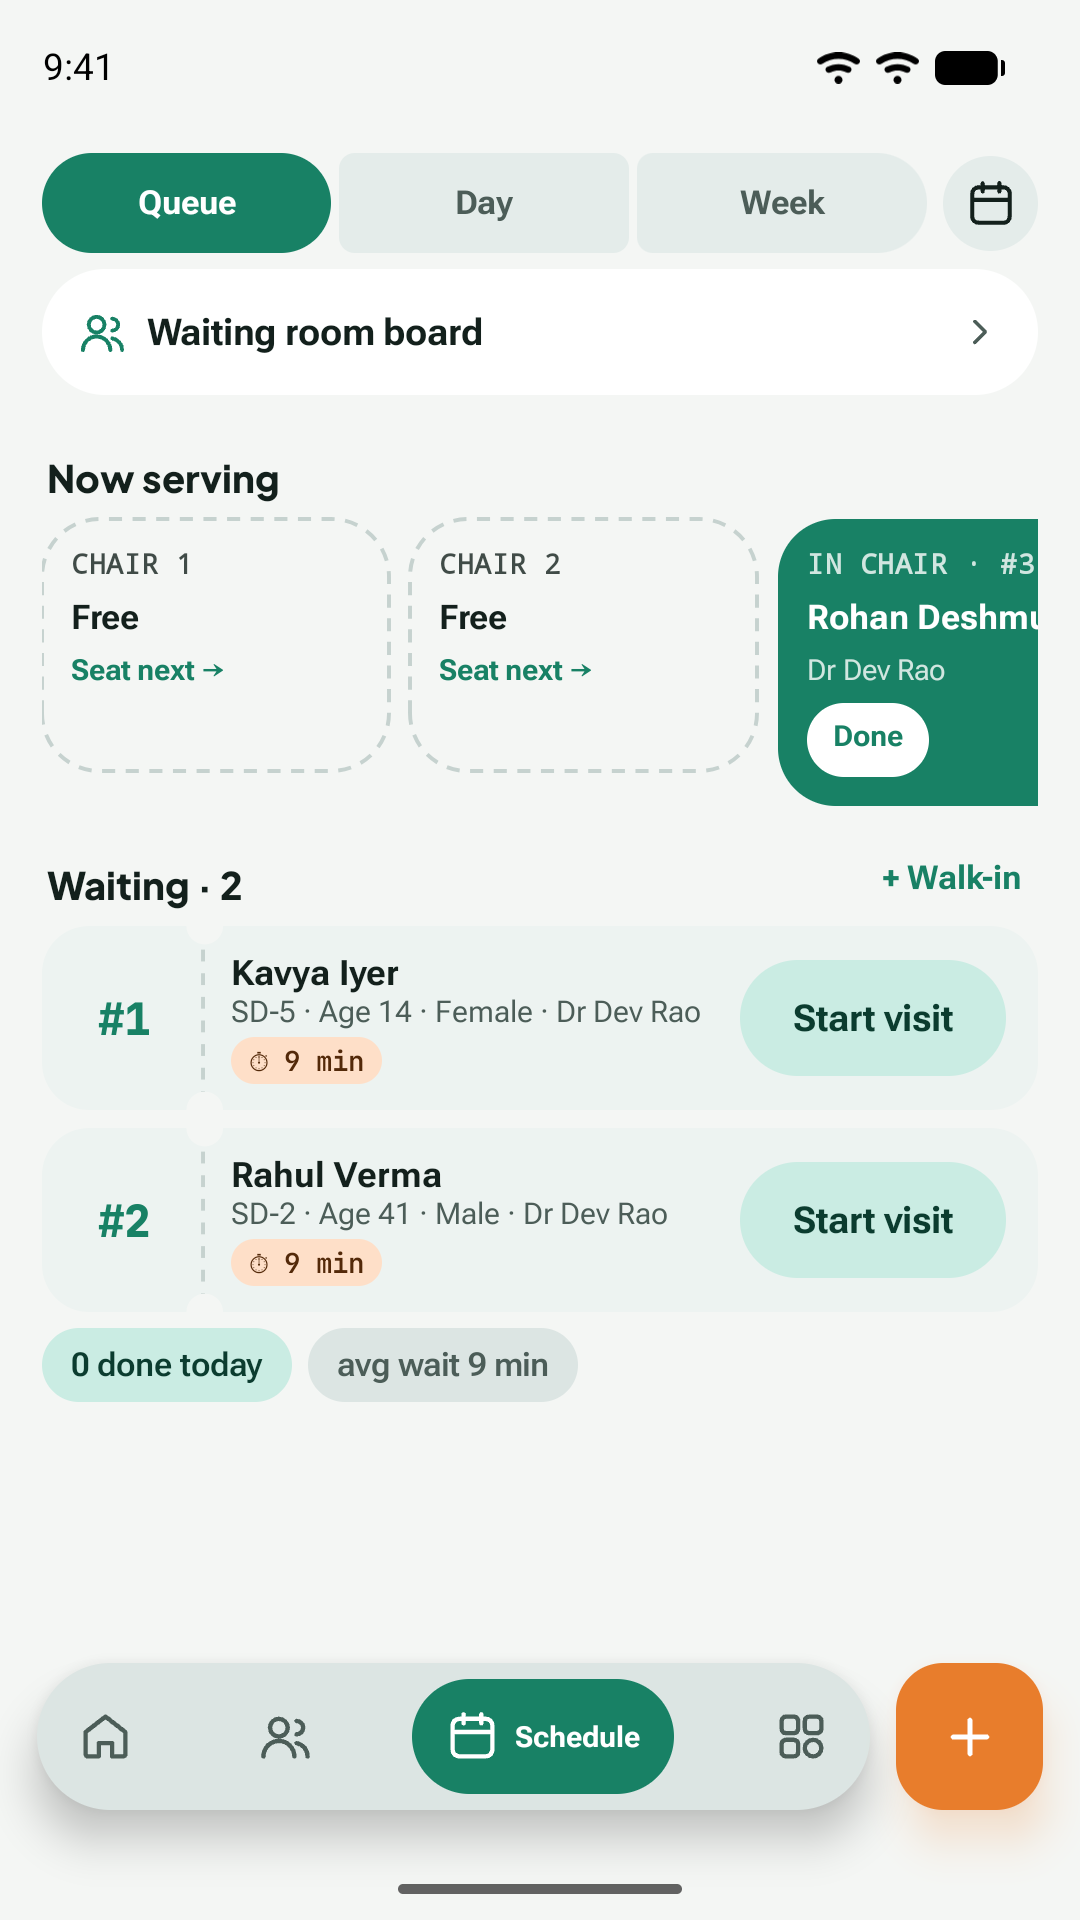 9:41
Queue
Day
Week
Waiting room board
Now serving
CHAIR 1
Free
Seat next →
CHAIR 2
Free
Seat next →
IN CHAIR · #3
Rohan Deshmu
Dr Dev Rao
Done
Waiting · 2
+ Walk-in
#1
Kavya Iyer
SD-5 · Age 14 · Female · Dr Dev Rao
⏱ 9 min
Start visit
#2
Rahul Verma
SD-2 · Age 41 · Male · Dr Dev Rao
⏱ 9 min
Start visit
0 done today
avg wait 9 min
Schedule